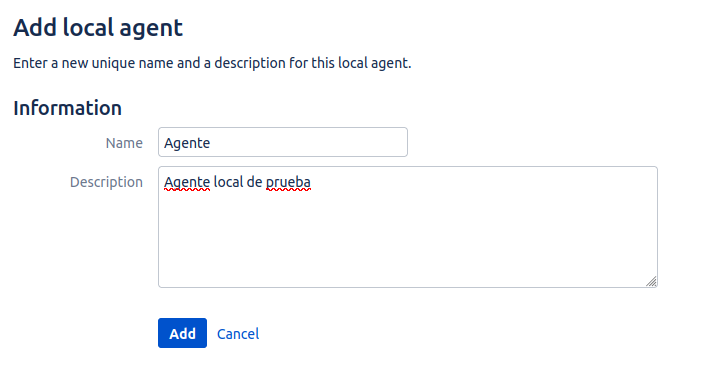 Add local agent
Enter a new unique name and a description for this local agent.
Information
Name Agente
Description Agente local de prueba
Add Cancel